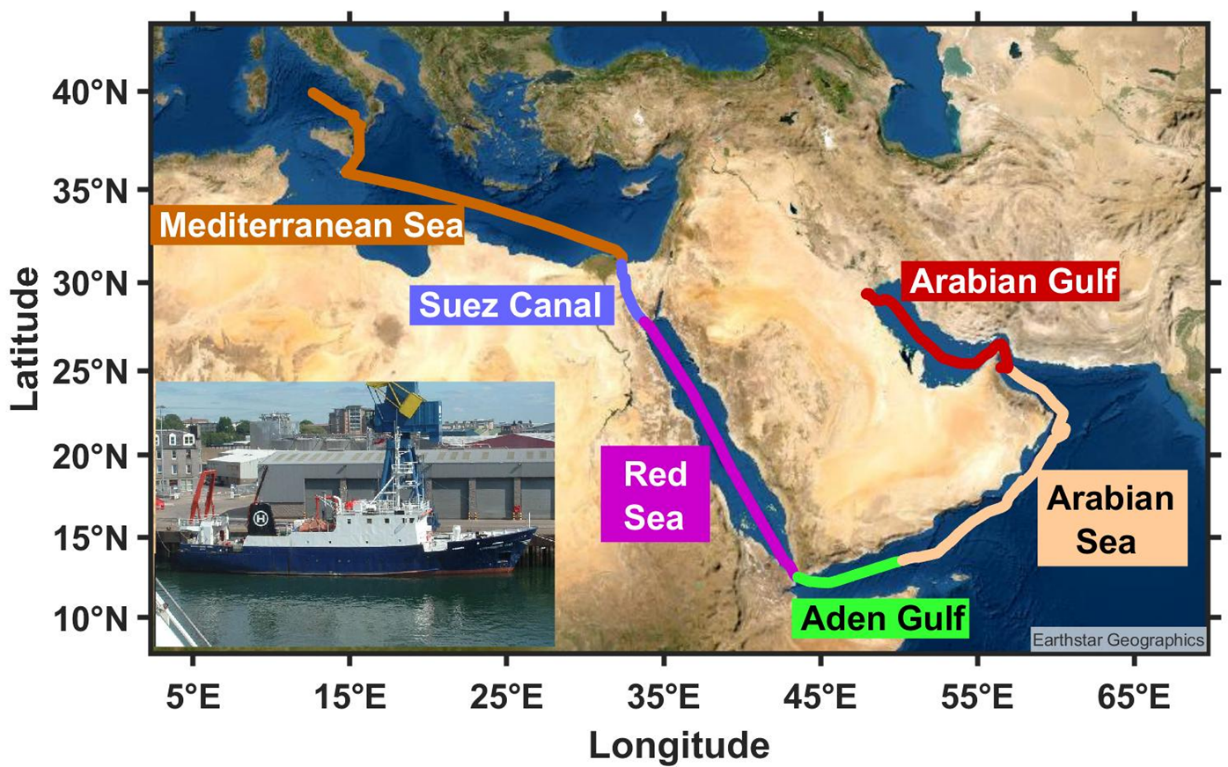 40°N
35°N
30°N
25°N
20°N
15°N
10°N
Latitude
Mediterranean Sea
Suez Canal
Arabian Gulf
Red
Sea
Arabian
Sea
Aden Gulf
H
Earthstar Geographics
5°E
15°E
25°E
35°E
45°E
55°E
65°E
Longitude